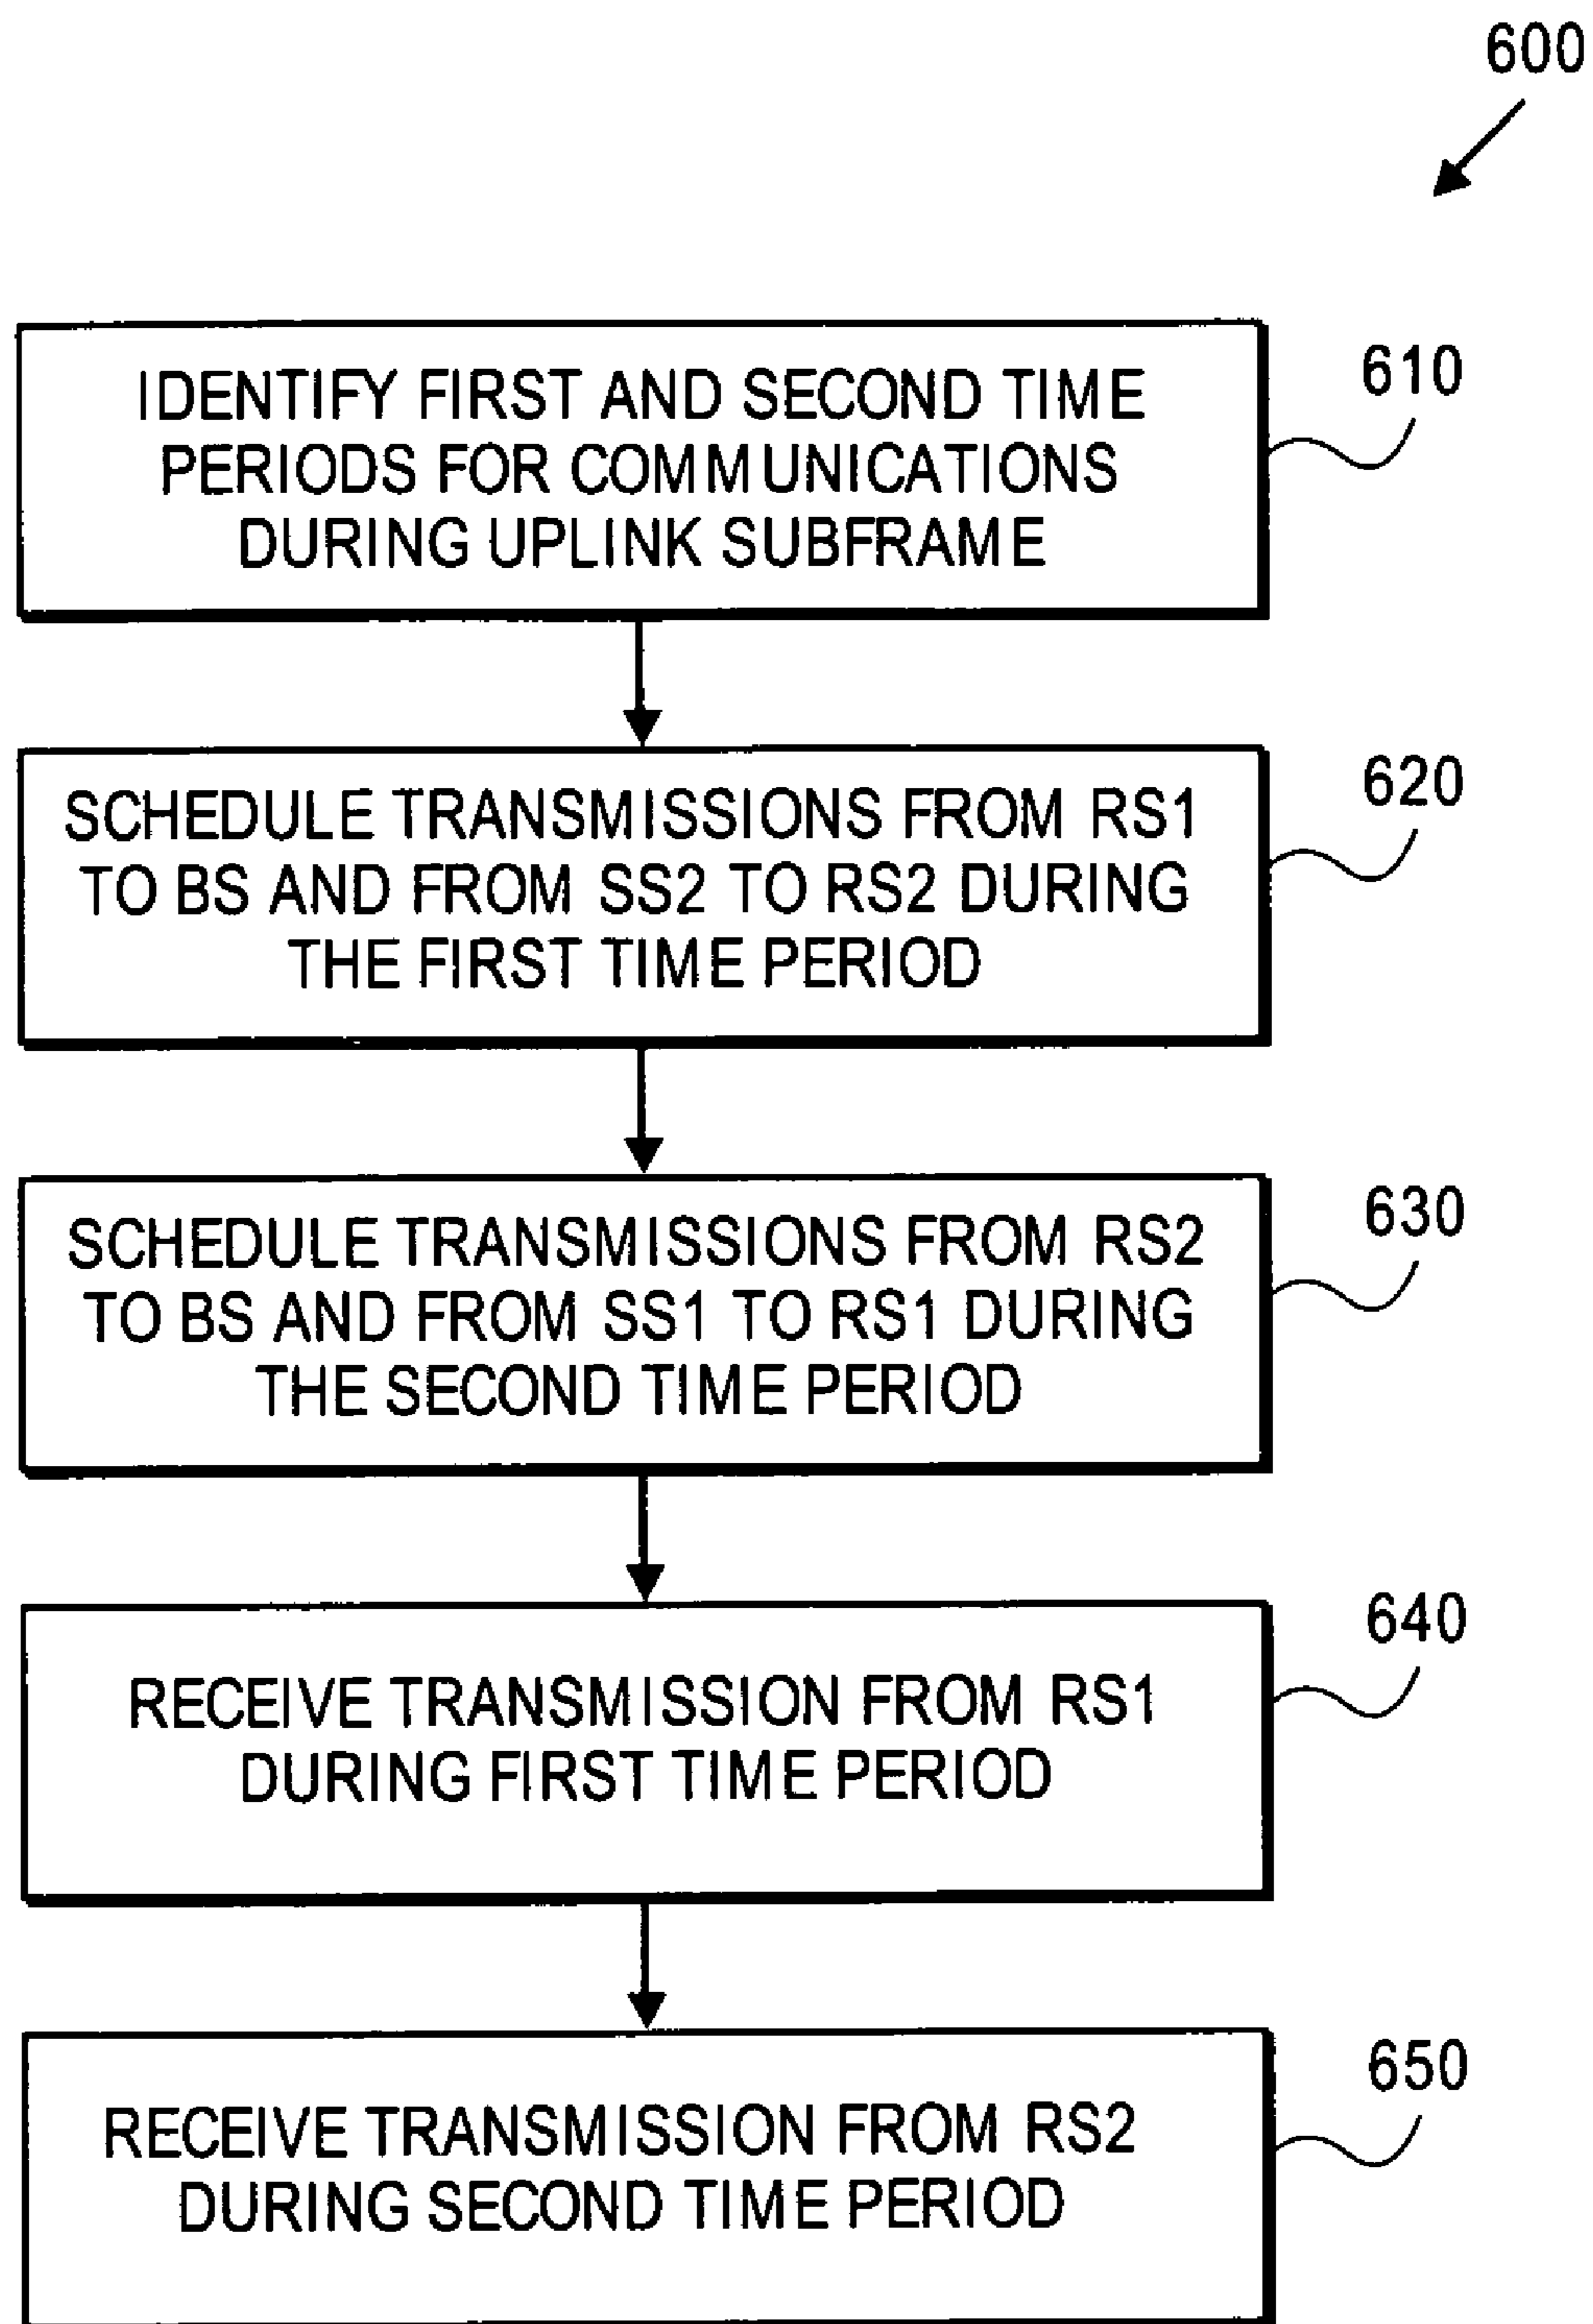 600
IDENTIFY FIRST AND SECOND TIME
PERIODS FOR COMMUNICATIONS
DURING UPLINK SUBFRAME
610
SCHEDULE TRANSMISSIONS FROM RS1
TO BS AND FROM SS2 TO RS2 DURING
THE FIRST TIME PERIOD
620
SCHEDULE TRANSMISSIONS FROM RS2
TO BS AND FROM SS1 TO RS1 DURING
THE SECOND TIME PERIOD
630
RECEIVE TRANSMISSION FROM RS1
DURING FIRST TIME PERIOD
640
RECEIVE TRANSMISSION FROM RS2
DURING SECOND TIME PERIOD
650